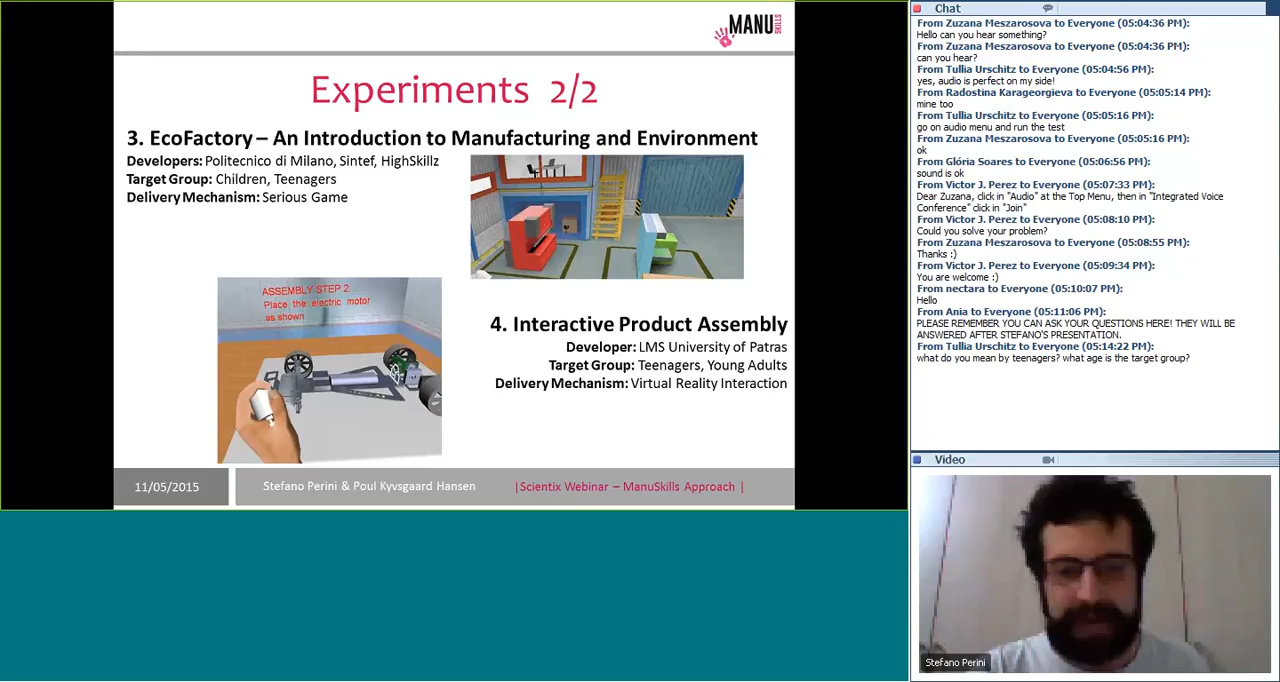 MANU
SKILLS
Experiments 2/2
3. EcoFactory – An Introduction to Manufacturing and Environment
Developers: Politecnico di Milano, Sintef, HighSkillz
Target Group: Children, Teenagers
Delivery Mechanism: Serious Game
ASSEMBLY STEP 2:
Place the electric motor
as shown
4. Interactive Product Assembly
Developer: LMS University of Patras
Target Group: Teenagers, Young Adults
Delivery Mechanism: Virtual Reality Interaction
11/05/2015
Stefano Perini & Poul Kyvsgaard Hansen
|Scientix Webinar – ManuSkills Approach |
Chat
From Zuzana Meszarosova to Everyone (05:04:36 PM):
Hello can you hear something?
From Zuzana Meszarosova to Everyone (05:04:36 PM):
can you hear?
From Tullia Urschitz to Everyone (05:04:56 PM):
yes, audio is perfect on my side!
From Radostina Karageorgieva to Everyone (05:05:14 PM):
mine too
From Tullia Urschitz to Everyone (05:05:16 PM):
go on audio menu and run the test
From Zuzana Meszarosova to Everyone (05:05:16 PM):
ok
From Glória Soares to Everyone (05:06:56 PM):
sound is ok
From Victor J. Perez to Everyone (05:07:33 PM):
Dear Zuzana, click in "Audio" at the Top Menu, then in "Integrated Voice
Conference" click in "Join"
From Victor J. Perez to Everyone (05:08:10 PM):
Could you solve your problem?
From Zuzana Meszarosova to Everyone (05:08:55 PM):
Thanks :)
From Victor J. Perez to Everyone (05:09:34 PM):
You are welcome :)
From nectara to Everyone (05:10:07 PM):
Hello
From Ania to Everyone (05:11:06 PM):
PLEASE REMEMBER YOU CAN ASK YOUR QUESTIONS HERE! THEY WILL BE
ANSWERED AFTER STEFANO'S PRESENTATION.
From Tullia Urschitz to Everyone (05:14:22 PM):
what do you mean by teenagers? what age is the target group?
Video
Stefano Perini